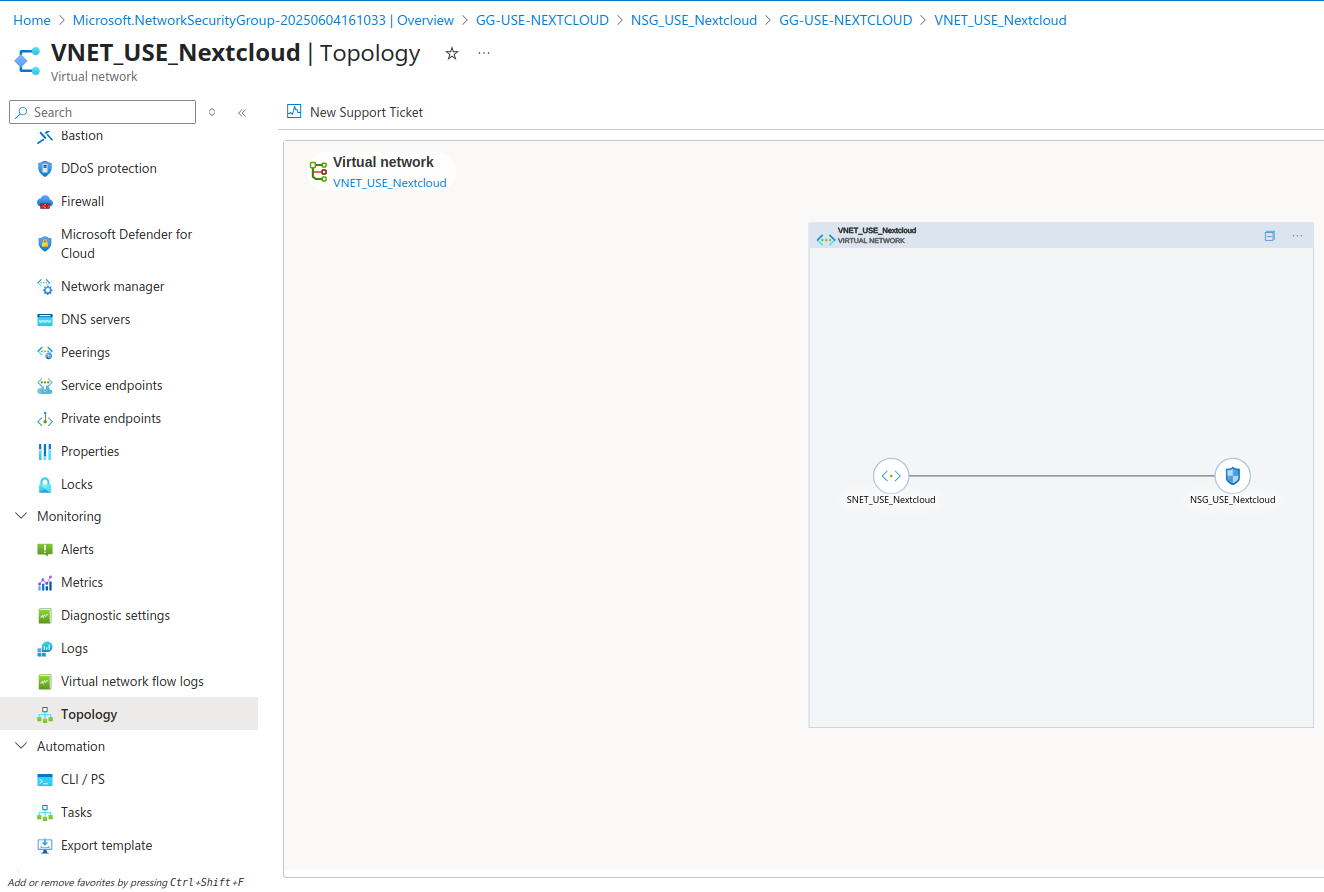 Home > Microsoft.NetworkSecurityGroup-20250604161033 | Overview > GG-USE-NEXTCLOUD > NSG_USE_Nextcloud > GG-USE-NEXTCLOUD > VNET_USE_Nextcloud
VNET_USE_Nextcloud | Topology
Virtual network
Search
New Support Ticket
Bastion
DDoS protection
Firewall
Microsoft Defender for
Cloud
Network manager
DNS servers
Peerings
Service endpoints
Private endpoints
Properties
Locks
Monitoring
Alerts
Metrics
Diagnostic settings
Logs
Virtual network flow logs
Topology
Automation
CLI / PS
Tasks
Export template
Add or remove favorites by pressing Ctrl+Shift+F
Virtual network
VNET_USE_Nextcloud
VNET_USE_Nextcloud
VIRTUAL NETWORK
SNET_USE_Nextcloud
NSG_USE_Nextcloud